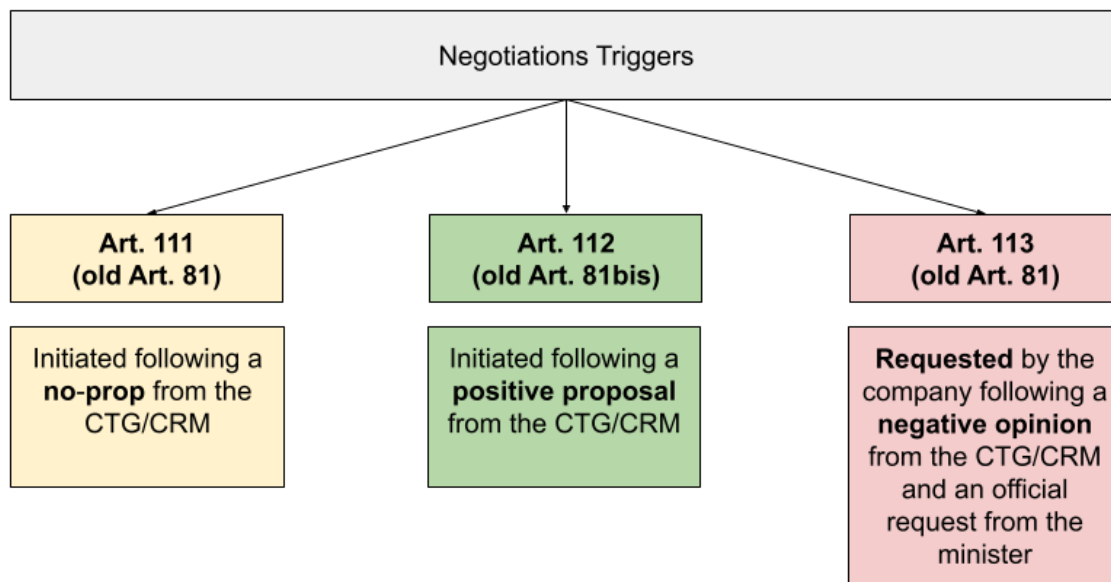 Negotiations Triggers
Art. 111
(old Art. 81)
Art. 112
(old Art. 81bis)
Art. 113
(old Art. 81)
Initiated following a
no-prop from the
CTG/CRM
Initiated following a
positive proposal
from the CTG/CRM
Requested by the
company following a
negative opinion
from the CTG/CRM
and an official
request from the
minister